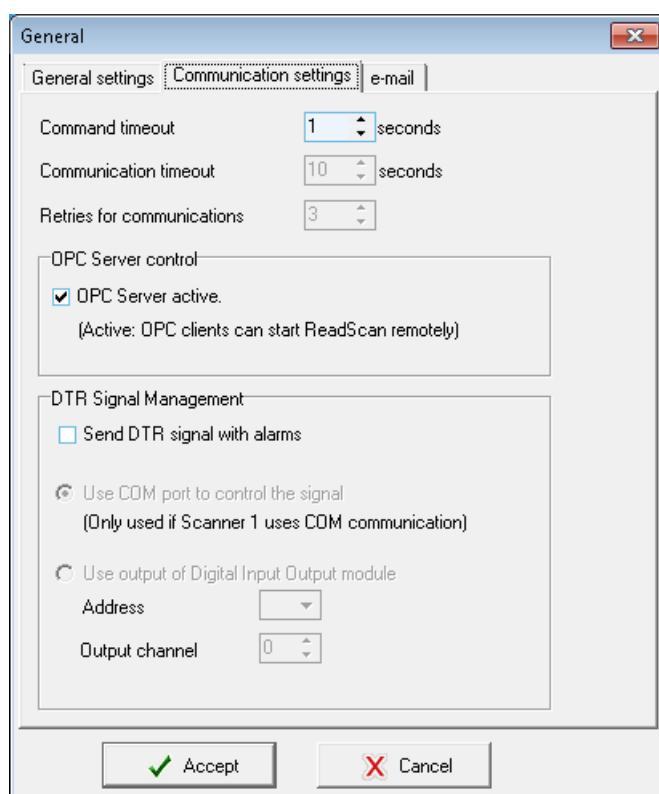 General
General settings Communication settings e-mail
Command timeout 1 seconds
Communication timeout 10 seconds
Retries for communications 3
OPC Server control
OPC Server active.
(Active: OPC clients can start ReadScan remotely)
DTR Signal Management
Send DTR signal with alarms
Use COM port to control the signal
(Only used if Scanner 1 uses COM communication)
Use output of Digital Input Output module
Address
Output channel 0
Accept Cancel